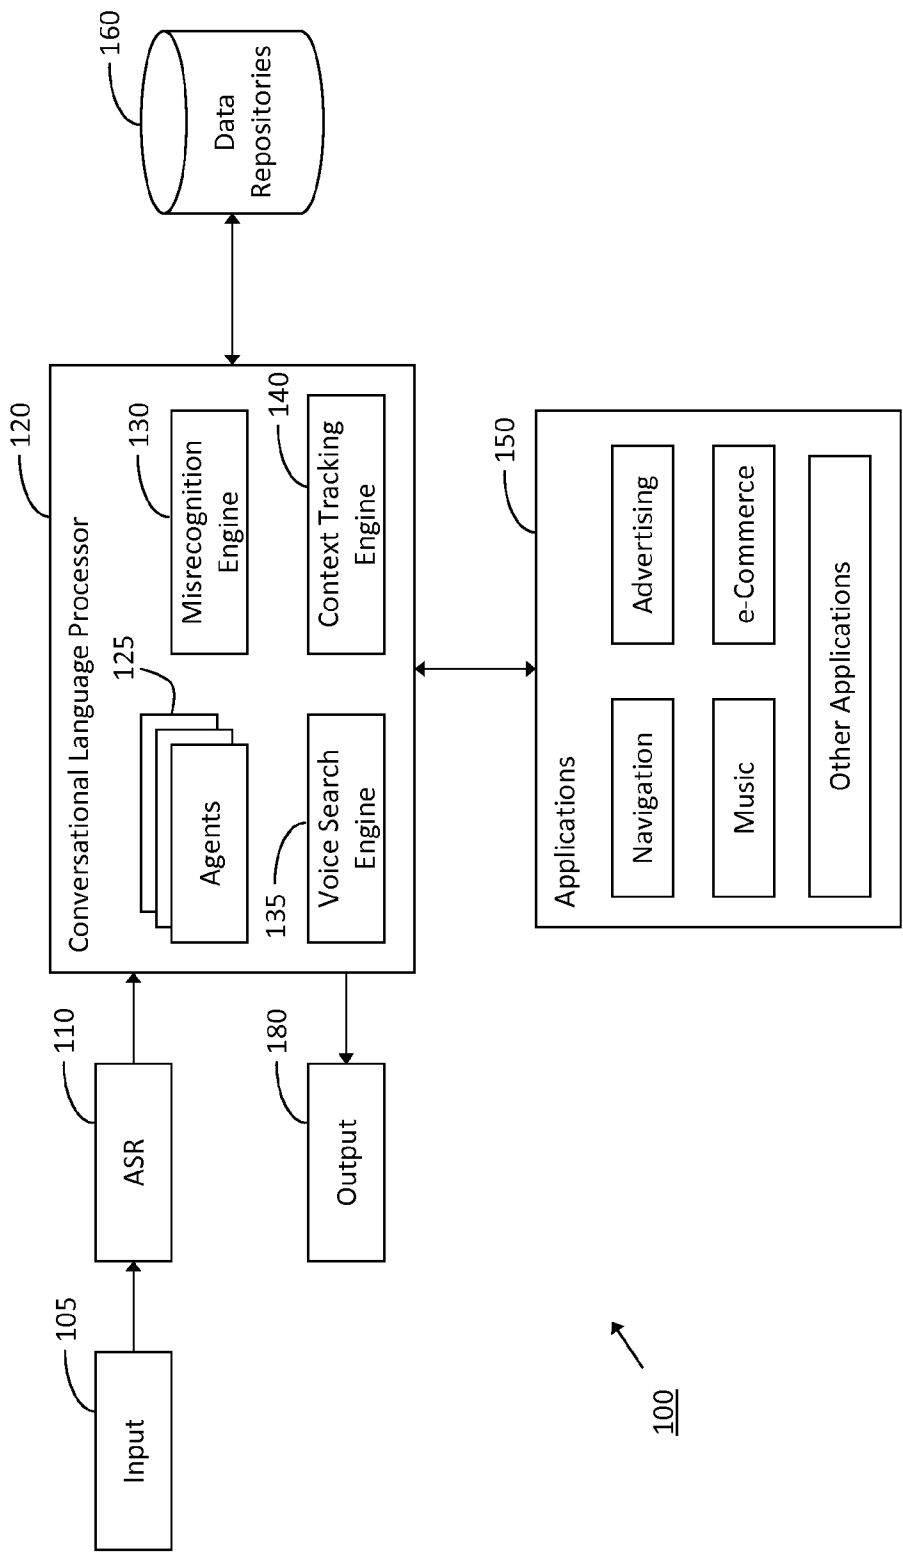 105
Input
110
ASR
180
Output
120
Conversational Language Processor
125
Agents
130
Misrecognition
Engine
135
Voice Search
Engine
140
Context Tracking
Engine
160
Data
Repositories
150
Applications
Navigation
Advertising
Music
e-Commerce
Other Applications
100